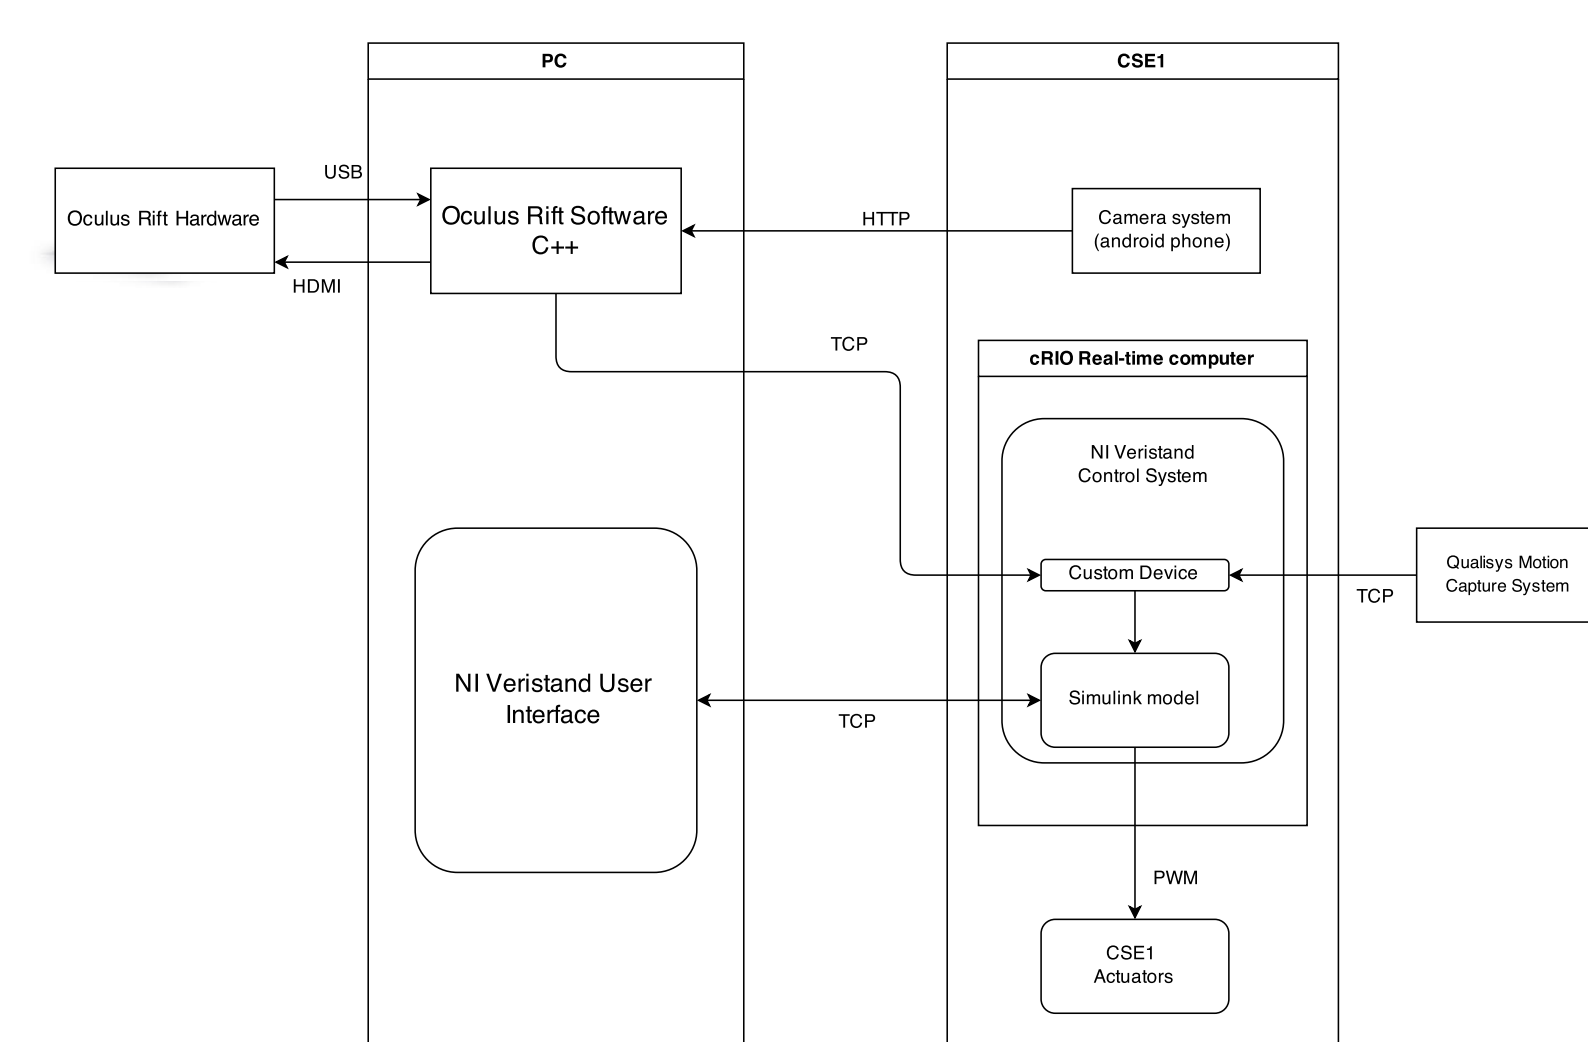 PC
CSE1
USB
Oculus Rift Hardware
HDMI
Oculus Rift Software
C++
HTTP
Camera system
(android phone)
TCP
cRIO Real-time computer
NI Veristand
Control System
Custom Device
Qualisys Motion
Capture System
TCP
NI Veristand User
Interface
TCP
Simulink model
PWM
CSE1
Actuators